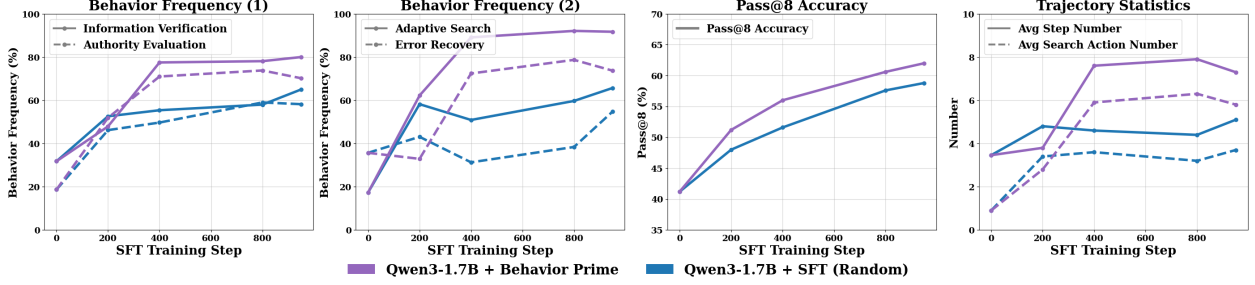 Behavior Frequency (1)
Behavior Frequency (%)
100
80
60
40
20
0
Information Verification
Authority Evaluation
0
200
400
600
800
SFT Training Step
Behavior Frequency (2)
Behavior Frequency (%)
100
80
60
40
20
0
Adaptive Search
Error Recovery
0
200
400
600
800
SFT Training Step
Pass@8 Accuracy
Pass@8 (%)
70
65
60
55
50
45
40
35
Pass@8 Accuracy
0
200
400
600
800
SFT Training Step
Trajectory Statistics
Number
10
8
6
4
2
0
Avg Step Number
Avg Search Action Number
0
200
400
600
800
SFT Training Step
Qwen3-1.7B + Behavior Prime
Qwen3-1.7B + SFT (Random)